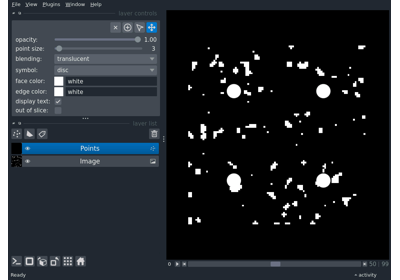 File View Plugins Window Help
layer controls
opacity: 1.00
point size: 3
blending: translucent
symbol: disc
face color: white
edge color: white
display text:
out of slice:
layer list
Points
Image
50 99
Ready
activity